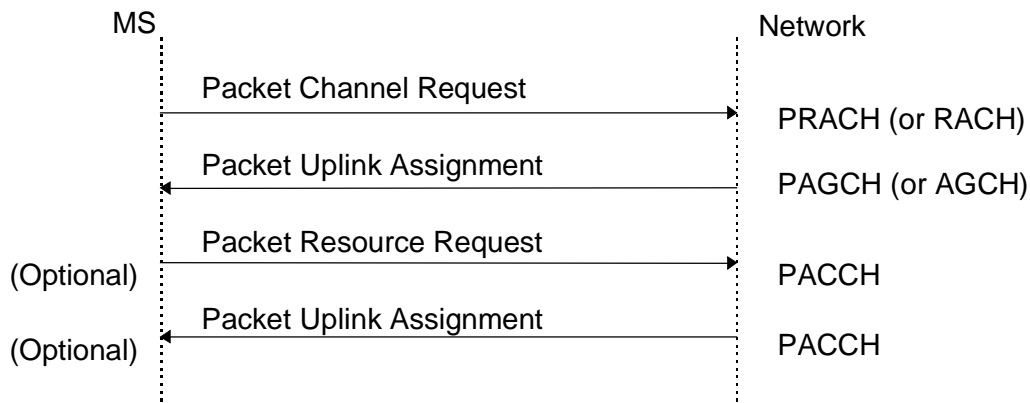 MS
Network
Packet Channel Request
PRACH (or RACH)
Packet Uplink Assignment
PAGCH (or AGCH)
Packet Resource Request
(Optional)
PACCH
Packet Uplink Assignment
(Optional)
PACCH